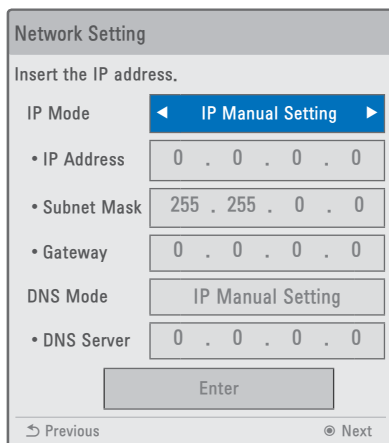 Network Setting
Insert the IP address.
IP Mode ◀ IP Manual Setting ▶
• IP Address 0 . 0 . 0 . 0
• Subnet Mask 255 . 255 . 0 . 0
• Gateway 0 . 0 . 0 . 0
DNS Mode IP Manual Setting
• DNS Server 0 . 0 . 0 . 0
Enter
Previous Next